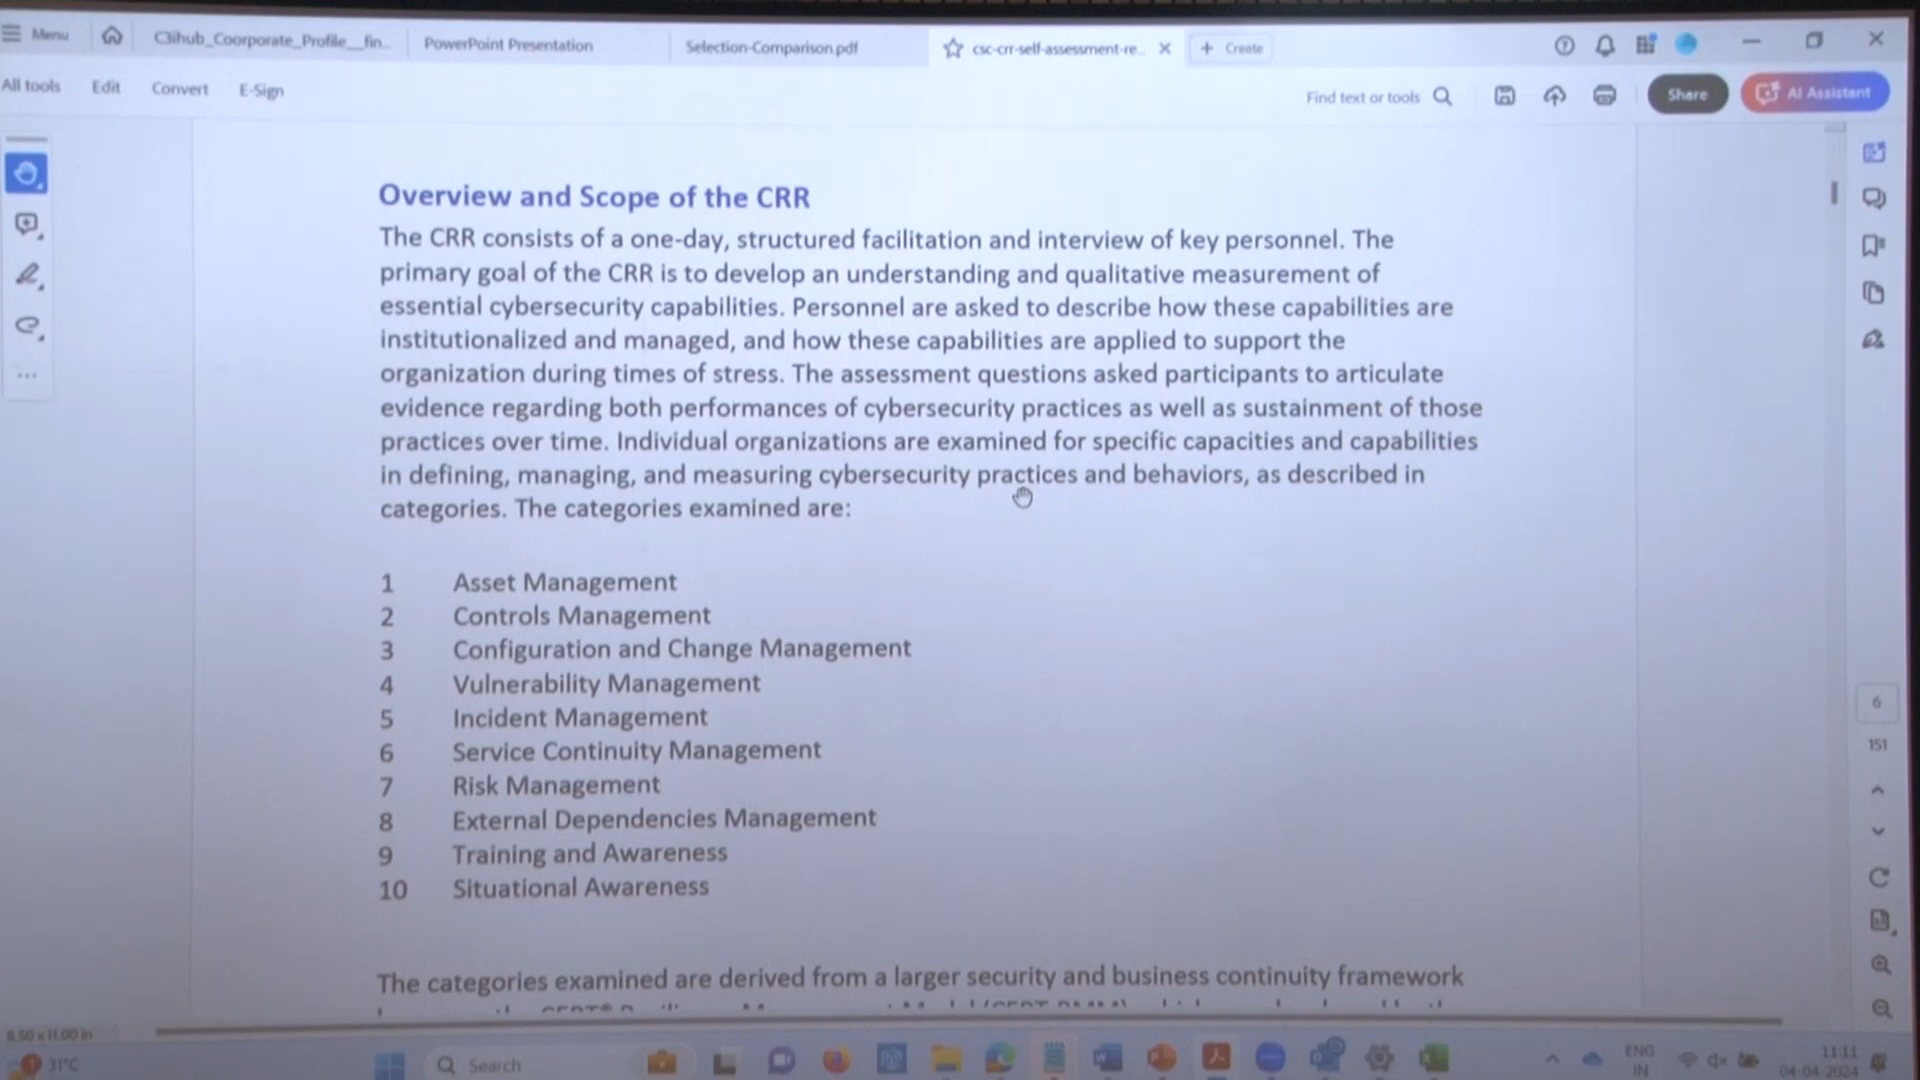 Menu
C3ihub_Coorporate_Profile__fin...
PowerPoint Presentation
Selection-Comparison.pdf
csc-crr-self-assessment-re...
+ Create
All tools Edit Convert E-Sign
Find text or tools
Share
AI Assistant
Overview and Scope of the CRR
The CRR consists of a one-day, structured facilitation and interview of key personnel. The
primary goal of the CRR is to develop an understanding and qualitative measurement of
essential cybersecurity capabilities. Personnel are asked to describe how these capabilities are
institutionalized and managed, and how these capabilities are applied to support the
organization during times of stress. The assessment questions asked participants to articulate
evidence regarding both performances of cybersecurity practices as well as sustainment of those
practices over time. Individual organizations are examined for specific capacities and capabilities
in defining, managing, and measuring cybersecurity practices and behaviors, as described in
categories. The categories examined are:
1 Asset Management
2 Controls Management
3 Configuration and Change Management
4 Vulnerability Management
5 Incident Management
6 Service Continuity Management
7 Risk Management
8 External Dependencies Management
9 Training and Awareness
10 Situational Awareness
The categories examined are derived from a larger security and business continuity framework
6
151
8.50 x 11.00 in
31°C
Search
ENG
IN
11:11
04-04-2024